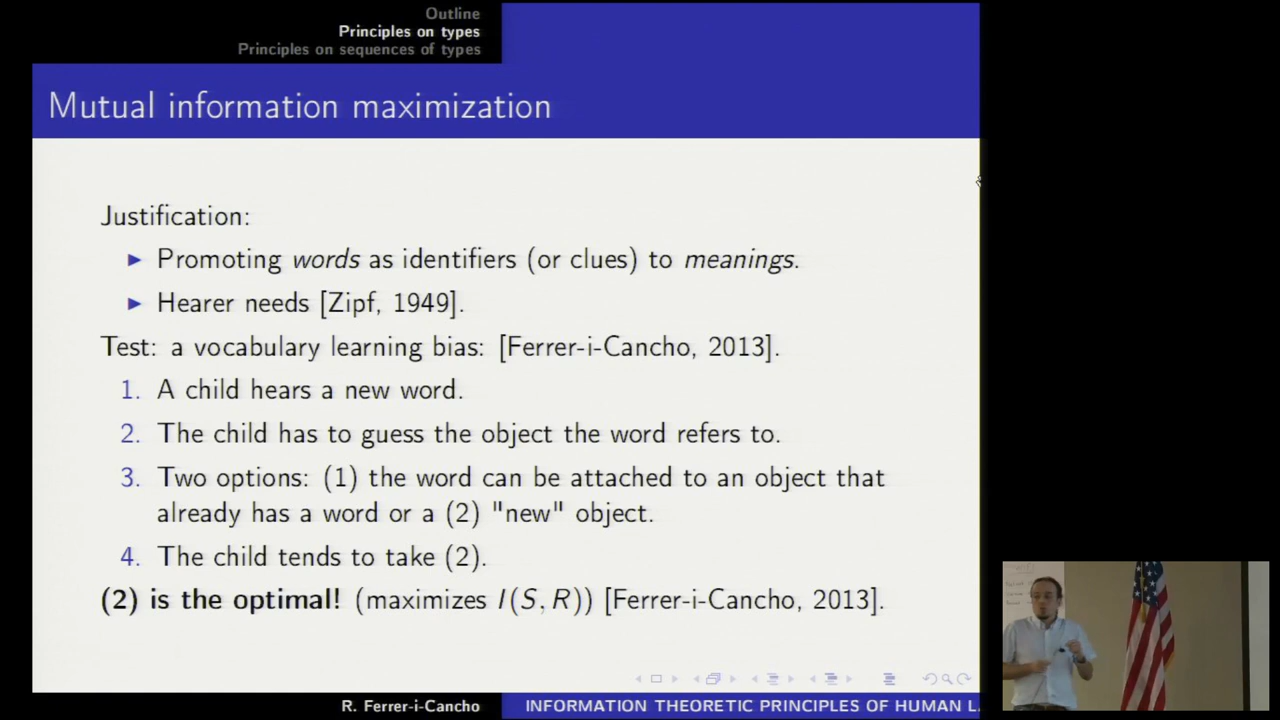 Outline
Principles on types
Principles on sequences of types
Mutual information maximization
Justification:
Promoting words as identifiers (or clues) to meanings.
Hearer needs [Zipf, 1949].
Test: a vocabulary learning bias: [Ferrer-i-Cancho, 2013].
1. A child hears a new word.
2. The child has to guess the object the word refers to.
3. Two options: (1) the word can be attached to an object that
already has a word or a (2) "new" object.
4. The child tends to take (2).
(2) is the optimal! (maximizes I(S, R)) [Ferrer-i-Cancho, 2013].
R. Ferrer-i-Cancho
INFORMATION THEORETIC PRINCIPLES OF HUMAN L